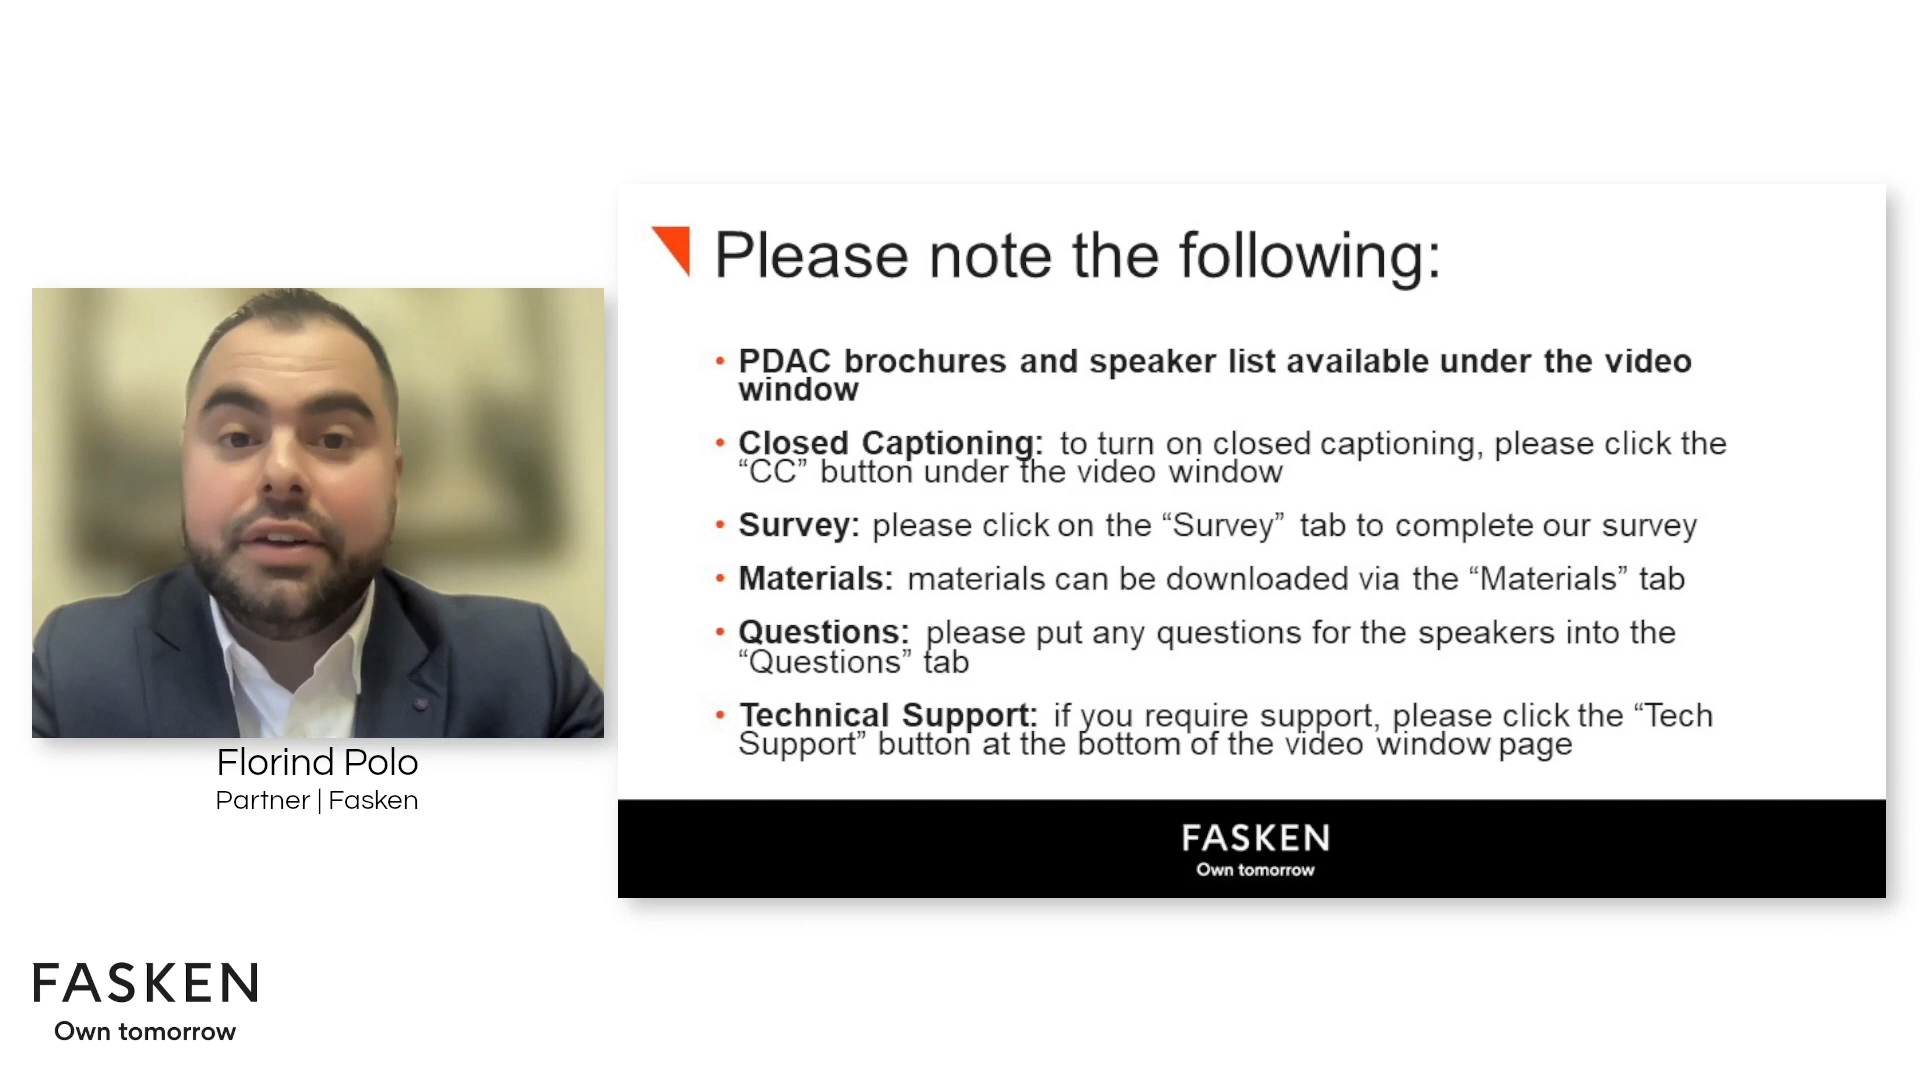 Please note the following:
• PDAC brochures and speaker list available under the video
window
• Closed Captioning: to turn on closed captioning, please click the
“CC” button under the video window
• Survey: please click on the “Survey” tab to complete our survey
• Materials: materials can be downloaded via the “Materials” tab
• Questions: please put any questions for the speakers into the
“Questions” tab
• Technical Support: if you require support, please click the “Tech
Support” button at the bottom of the video window page
FASKEN
Own tomorrow
Florind Polo
Partner | Fasken
FASKEN
Own tomorrow